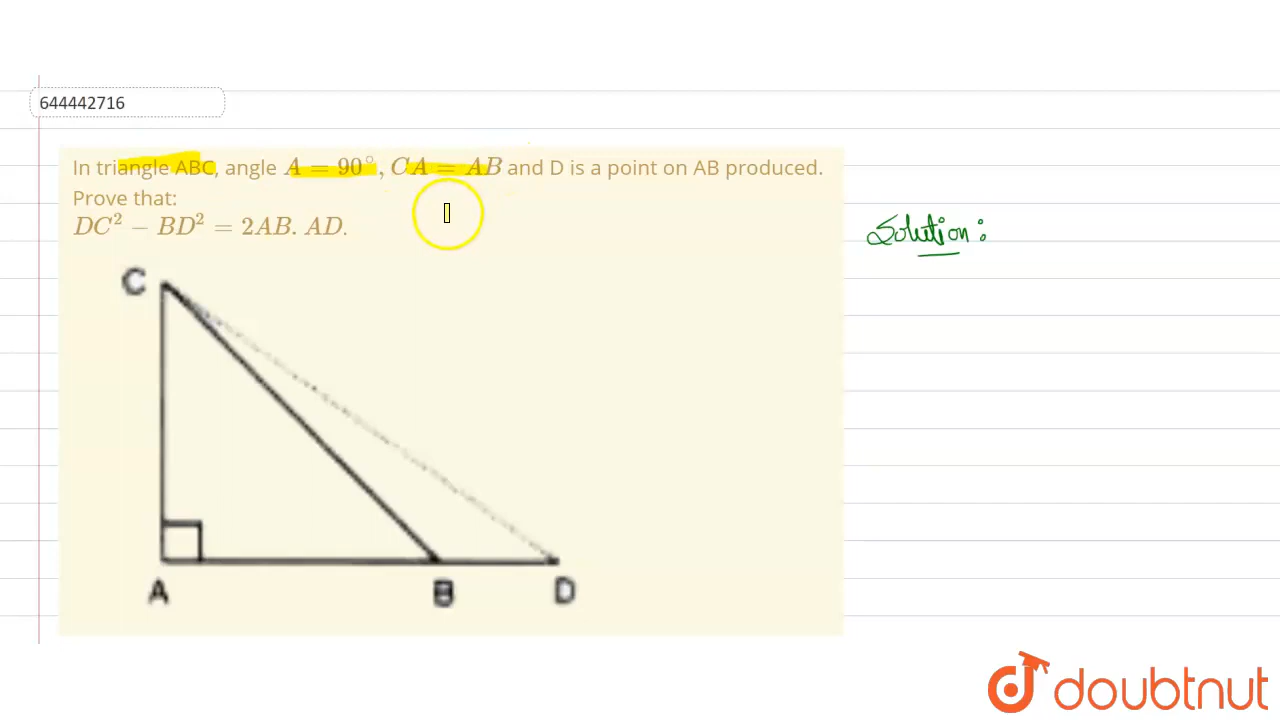 644442716
In triangle ABC, angle A = 90°, CA = AB and D is a point on AB produced.
Prove that:
DC² − BD² = 2AB. AD.
Solution:
C
A B D
doubtnut